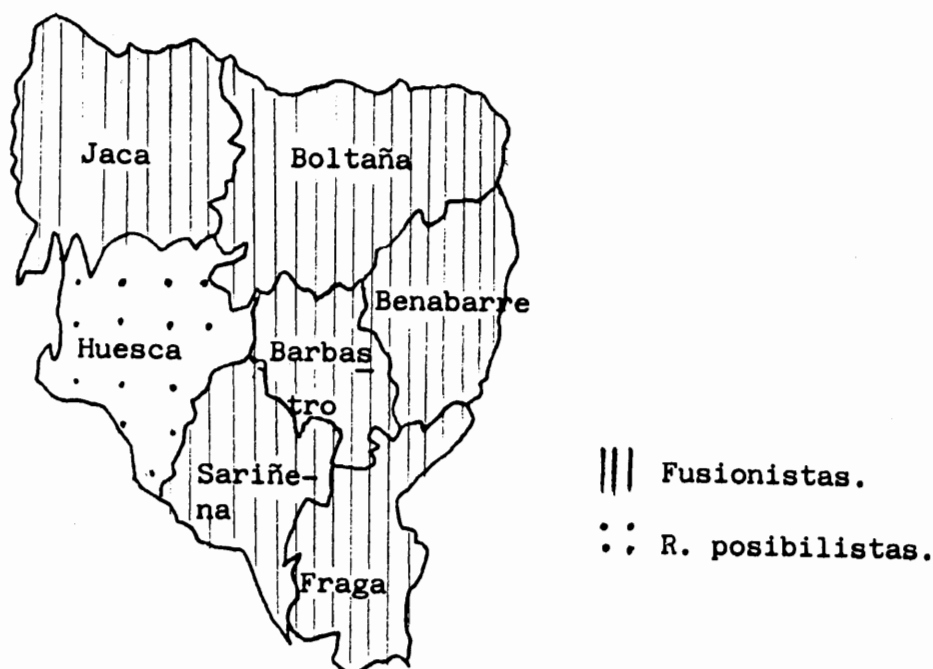 Jaca
Boltaña
Benabarre
Huesca
Barbas
tro
Sariñe-
na
Fraga
Fusionistas.
R. posibilistas.